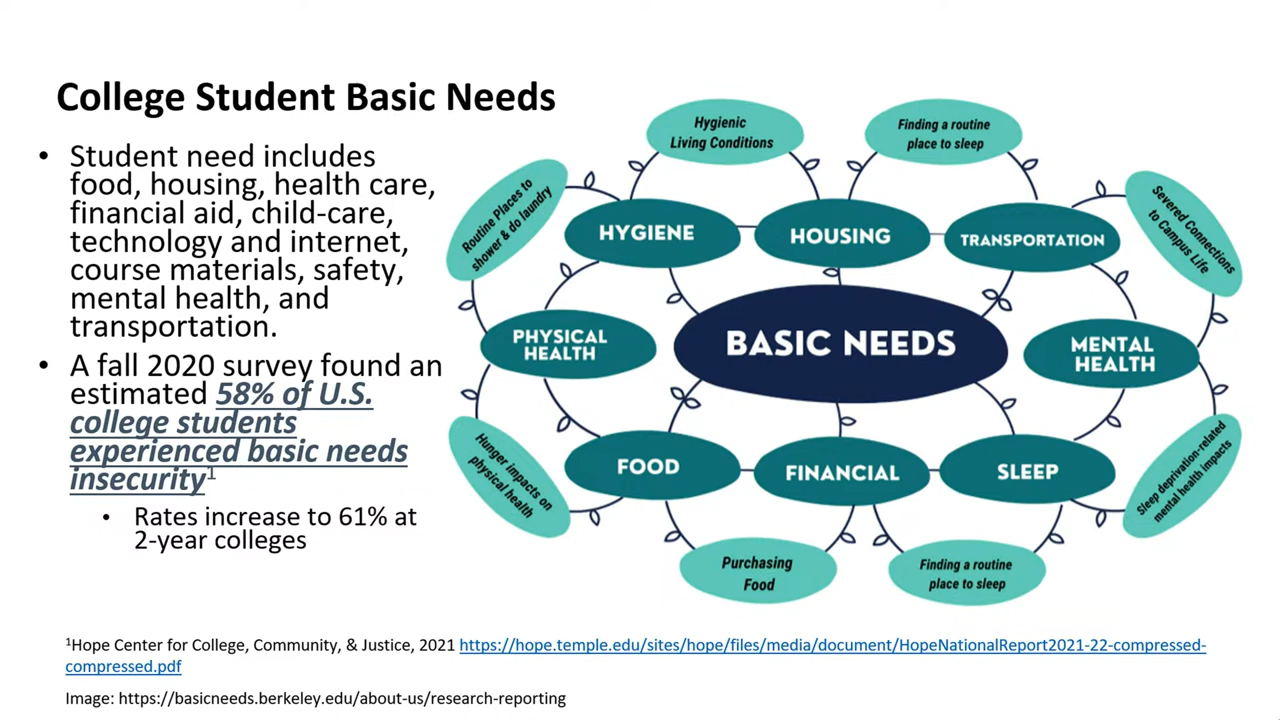 College Student Basic Needs
• Student need includes
food, housing, health care,
financial aid, child-care,
technology and internet,
course materials, safety,
mental health, and
transportation.
• A fall 2020 survey found an
estimated 58% of U.S.
college students
experienced basic needs
insecurity1
• Rates increase to 61% at
2-year colleges
Hygienic
Living Conditions
Finding a routine
place to sleep
Routine Places to
shower & do laundry
Severed Connections
to Campus Life
HYGIENE
HOUSING
TRANSPORTATION
PHYSICAL
HEALTH
BASIC NEEDS
MENTAL
HEALTH
Hunger impacts on
physical health
FOOD
FINANCIAL
SLEEP
Sleep deprivation-related
mental health impacts
Purchasing
Food
Finding a routine
place to sleep
1Hope Center for College, Community, & Justice, 2021 https://hope.temple.edu/sites/hope/files/media/document/HopeNationalReport2021-22-compressed-
compressed.pdf
Image: https://basicneeds.berkeley.edu/about-us/research-reporting